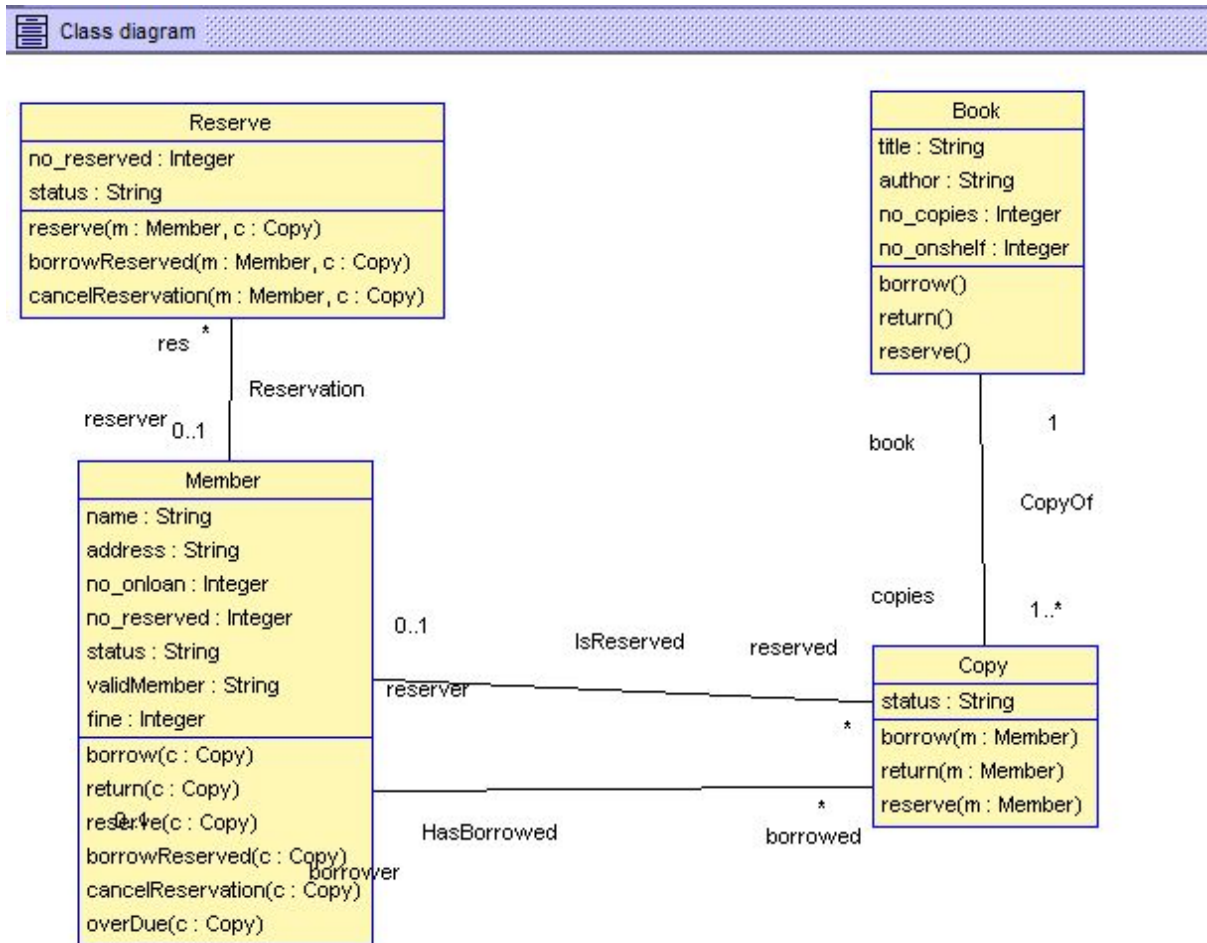 Class diagram
Reserve
no_reserved : Integer
status : String
reserve(m : Member, c : Copy)
borrowReserved(m : Member, c : Copy)
cancelReservation(m : Member, c : Copy)
Book
title : String
author : String
no_copies : Integer
no_onshelf : Integer
borrow()
return()
reserve()
res *
Reservation
reserver 0..1
1
book
CopyOf
copies
1..*
Member
name : String
address : String
no_onloan : Integer
no_reserved : Integer
status : String
validMember : String
fine : Integer
borrow(c : Copy)
return(c : Copy)
reserve(c : Copy)
0..1
borrowReserved(c : Copy)
borrower
cancelReservation(c : Copy)
overDue(c : Copy)
0..1
IsReserved
reserved
reserver
*
HasBorrowed
*
borrowed
Copy
status : String
borrow(m : Member)
return(m : Member)
reserve(m : Member)